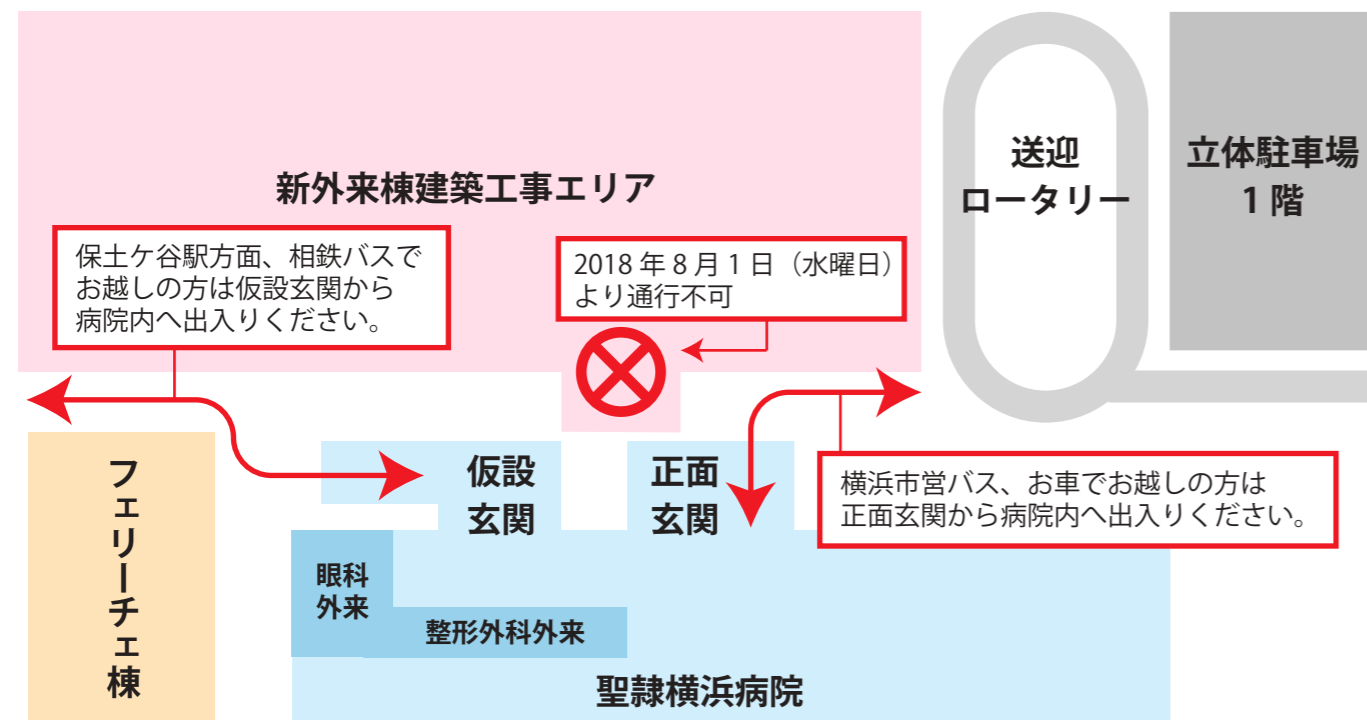 新外来棟建築工事エリア
送迎
ロータリー
立体駐車場
1 階
保土ケ谷駅方面、相鉄バスで
お越しの方は仮設玄関から
病院内へ出入りください。
2018 年 8 月 1 日（水曜日）
より通行不可
フェリーチェ棟
仮設
玄関
正面
玄関
横浜市営バス、お車でお越しの方は
正面玄関から病院内へ出入りください。
眼科
外来
整形外科外来
聖隷横浜病院